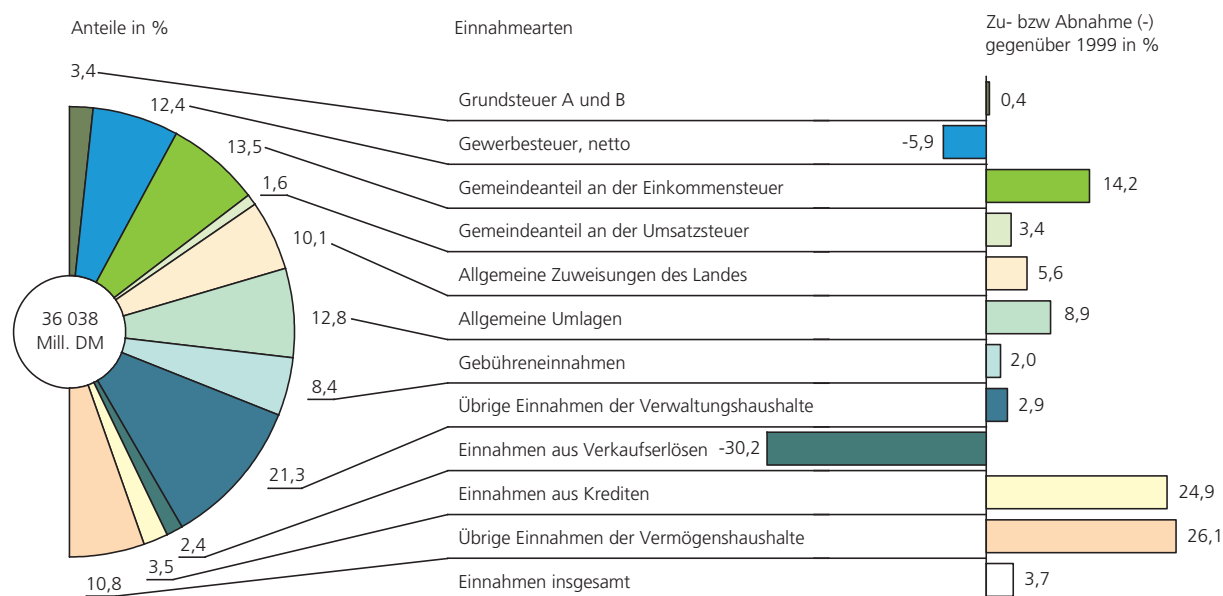 Anteile in %
Einnahmearten
Zu- bzw Abnahme (-)
gegenüber 1999 in %
3,4
Grundsteuer A und B
0,4
12,4
Gewerbesteuer, netto
-5,9
13,5
Gemeindeanteil an der Einkommensteuer
14,2
1,6
Gemeindeanteil an der Umsatzsteuer
3,4
10,1
Allgemeine Zuweisungen des Landes
5,6
36 038
Mill. DM
12,8
Allgemeine Umlagen
8,9
8,4
Gebühreneinnahmen
2,0
21,3
Übrige Einnahmen der Verwaltungshaushalte
2,9
2,4
Einnahmen aus Verkaufserlösen
-30,2
3,5
Einnahmen aus Krediten
24,9
10,8
Übrige Einnahmen der Vermögenshaushalte
26,1
Einnahmen insgesamt
3,7